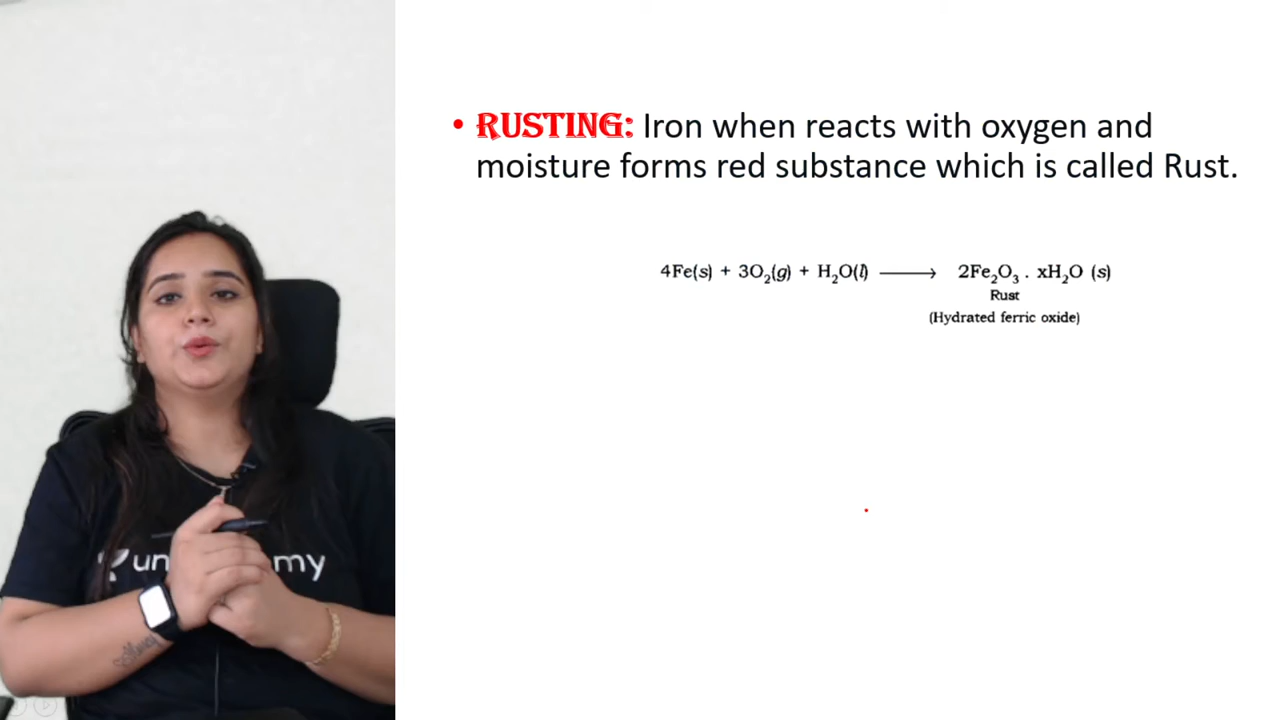 • RUSTING: Iron when reacts with oxygen and
moisture forms red substance which is called Rust.
4Fe(s) + 3O₂(g) + H₂O(l) ⟶ 2Fe₂O₃ . xH₂O (s)
Rust
(Hydrated ferric oxide)